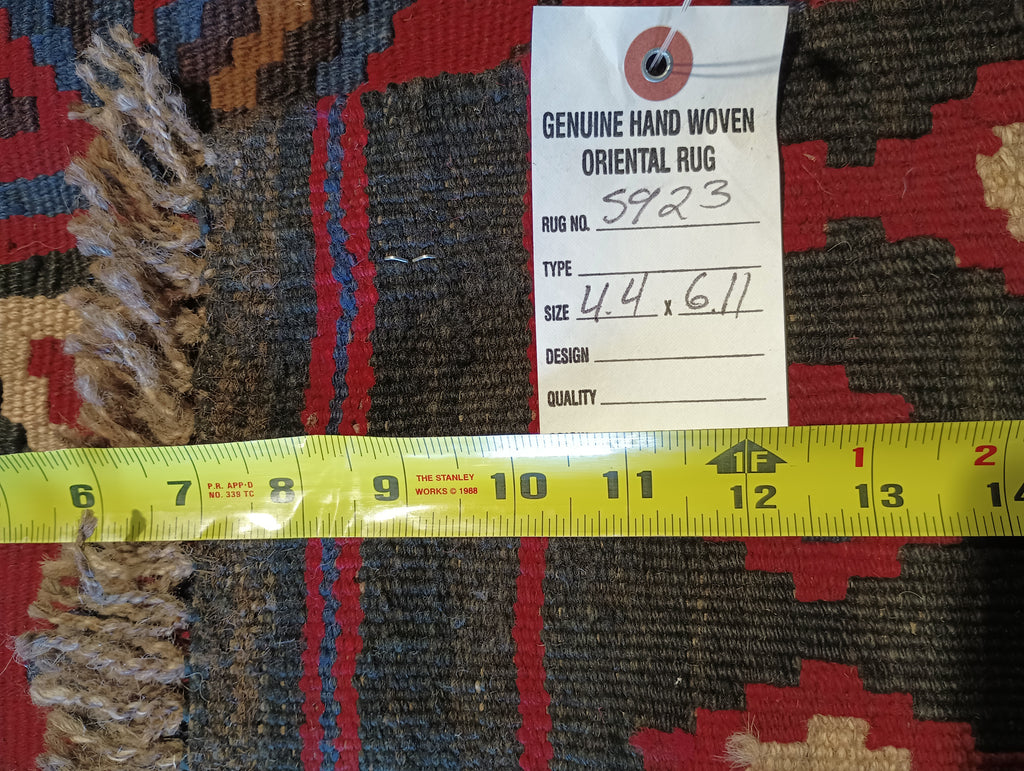 GENUINE HAND WOVEN
ORIENTAL RUG
RUG NO. 5923
TYPE
SIZE 4.4 x 6.11
DESIGN
QUALITY
1F 1 2
6 7 P.R. APP'D 8 9 THE STANLEY 10 11 12 13 14
NO. 339 TC WORKS © 1988